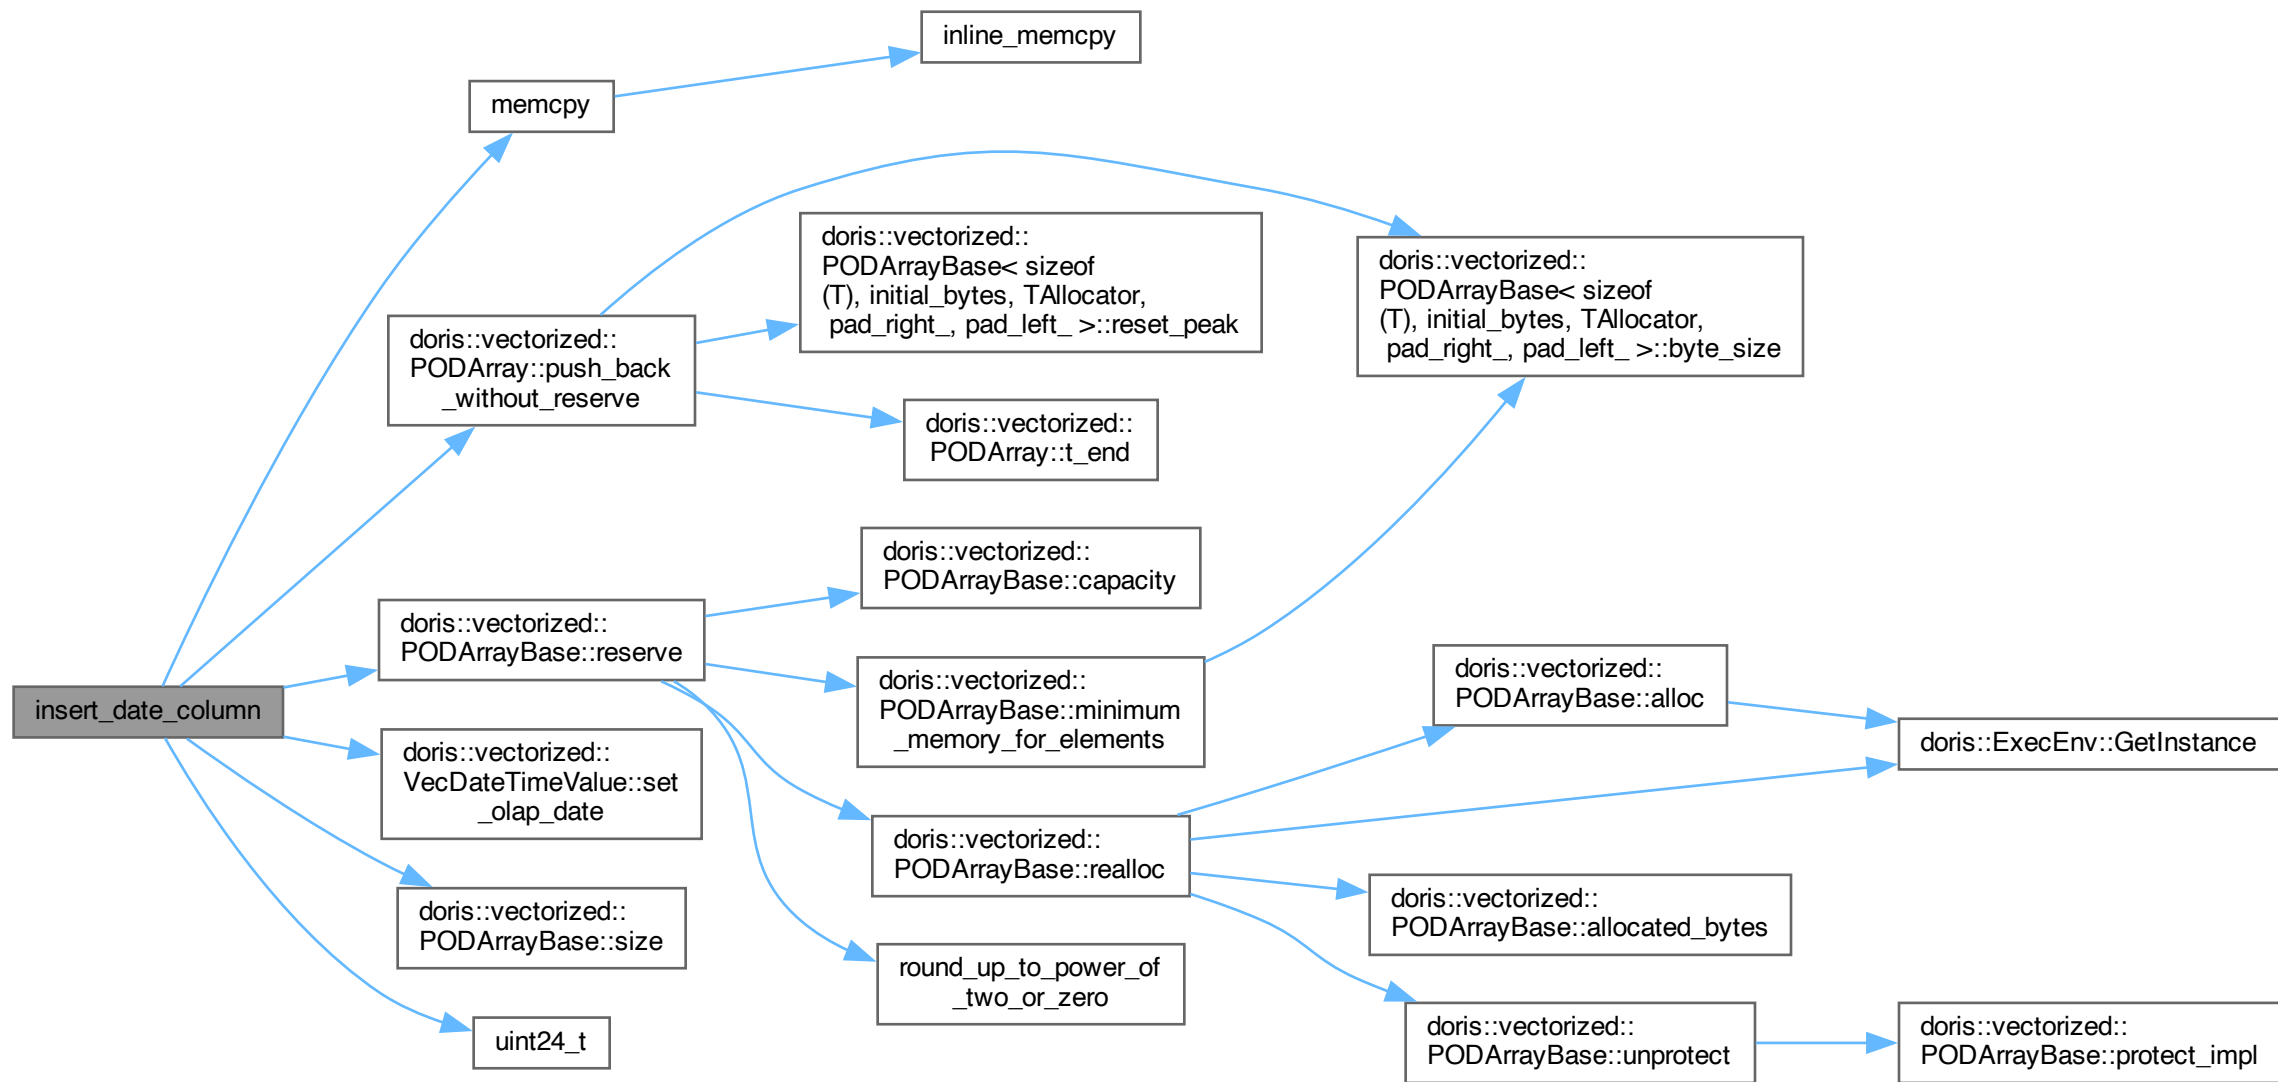 inline_memcpy
memcpy
doris::vectorized::
PODArrayBase< sizeof
(T), initial_bytes, TAllocator,
pad_right_, pad_left_ >::reset_peak
doris::vectorized::
PODArrayBase< sizeof
(T), initial_bytes, TAllocator,
pad_right_, pad_left_ >::byte_size
doris::vectorized::
PODArray::push_back
_without_reserve
doris::vectorized::
PODArray::t_end
doris::vectorized::
PODArrayBase::capacity
doris::vectorized::
PODArrayBase::reserve
doris::vectorized::
PODArrayBase::minimum
_memory_for_elements
doris::vectorized::
PODArrayBase::alloc
insert_date_column
doris::ExecEnv::GetInstance
doris::vectorized::
VecDateTimeValue::set
_olap_date
doris::vectorized::
PODArrayBase::realloc
doris::vectorized::
PODArrayBase::allocated_bytes
doris::vectorized::
PODArrayBase::size
round_up_to_power_of
_two_or_zero
uint24_t
doris::vectorized::
PODArrayBase::unprotect
doris::vectorized::
PODArrayBase::protect_impl